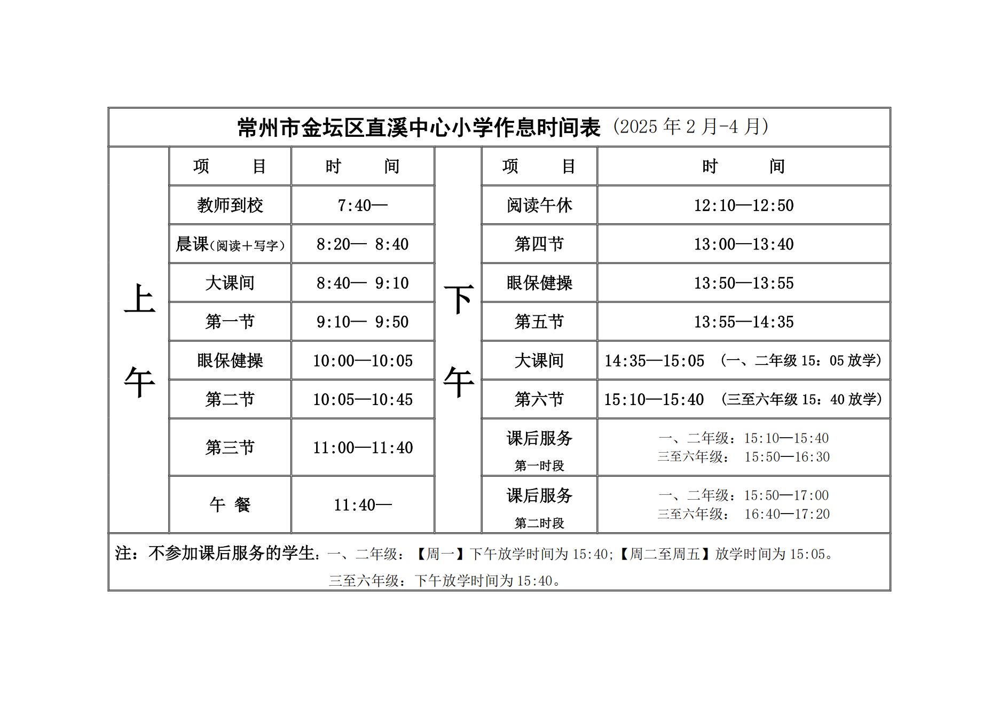 常州市金坛区直溪中心小学作息时间表 (2025 年 2 月-4 月)
上午
项 目 时 间
教师到校 7:40—
晨课(阅读＋写字) 8:20— 8:40
大课间 8:40— 9:10
第一节 9:10— 9:50
眼保健操 10:00—10:05
第二节 10:05—10:45
第三节 11:00—11:40
午 餐 11:40—
下午
项 目 时 间
阅读午休 12:10—12:50
第四节 13:00—13:40
眼保健操 13:50—13:55
第五节 13:55—14:35
大课间 14:35—15:05 (一、二年级 15：05 放学)
第六节 15:10—15:40 (三至六年级 15：40 放学)
课后服务
第一时段
一、二年级：15:10—15:40
三至六年级： 15:50—16:30
课后服务
第二时段
一、二年级：15:50—17:00
三至六年级： 16:40—17:20
注：不参加课后服务的学生：一、二年级：【周一】下午放学时间为 15:40;【周二至周五】放学时间为 15:05。
三至六年级：下午放学时间为 15:40。